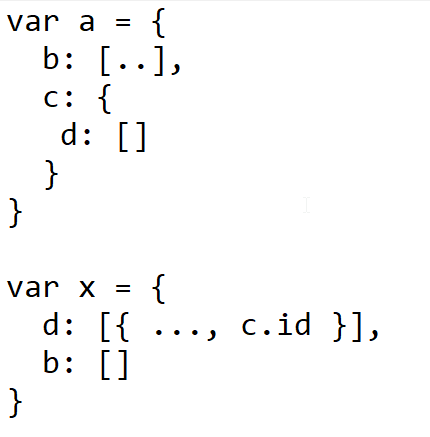 var a = {
  b: [..],
  c: {
   d: []
  }
}

var x = {
  d: [{ ..., c.id }],
  b: []
}